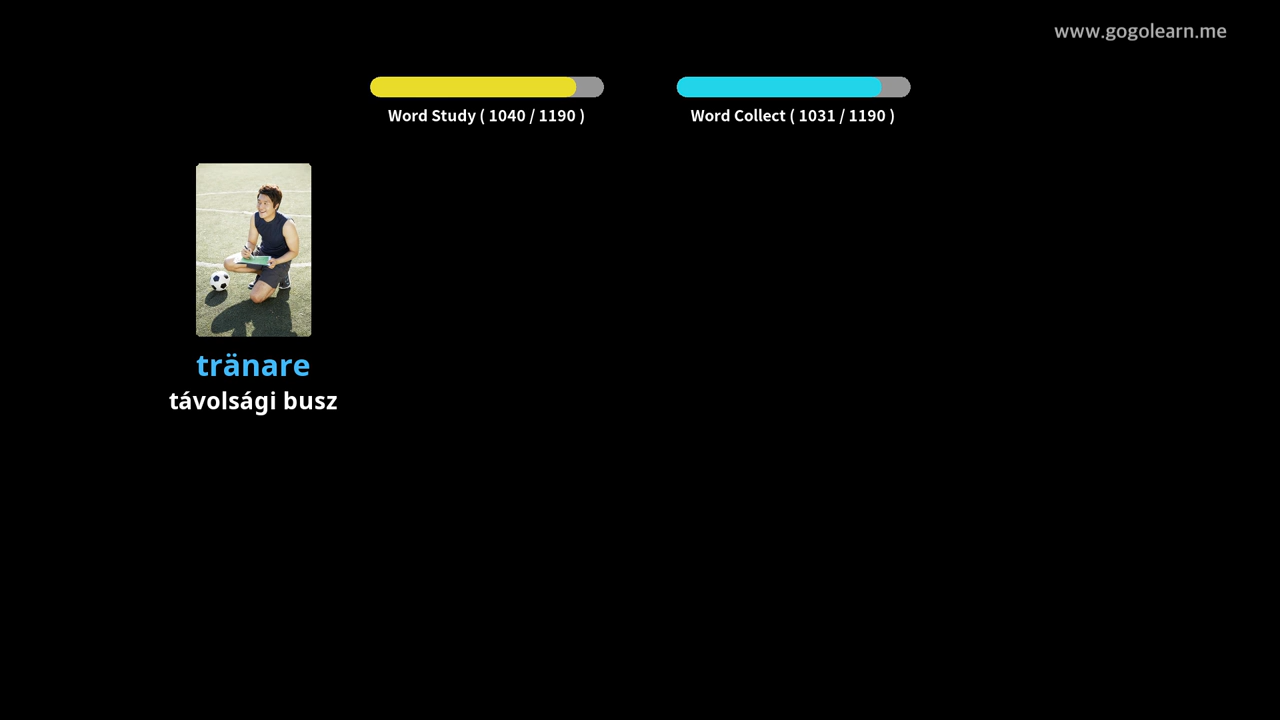 www.gogolearn.me
Word Study ( 1040 / 1190 )
Word Collect ( 1031 / 1190 )
tränare
távolsági busz